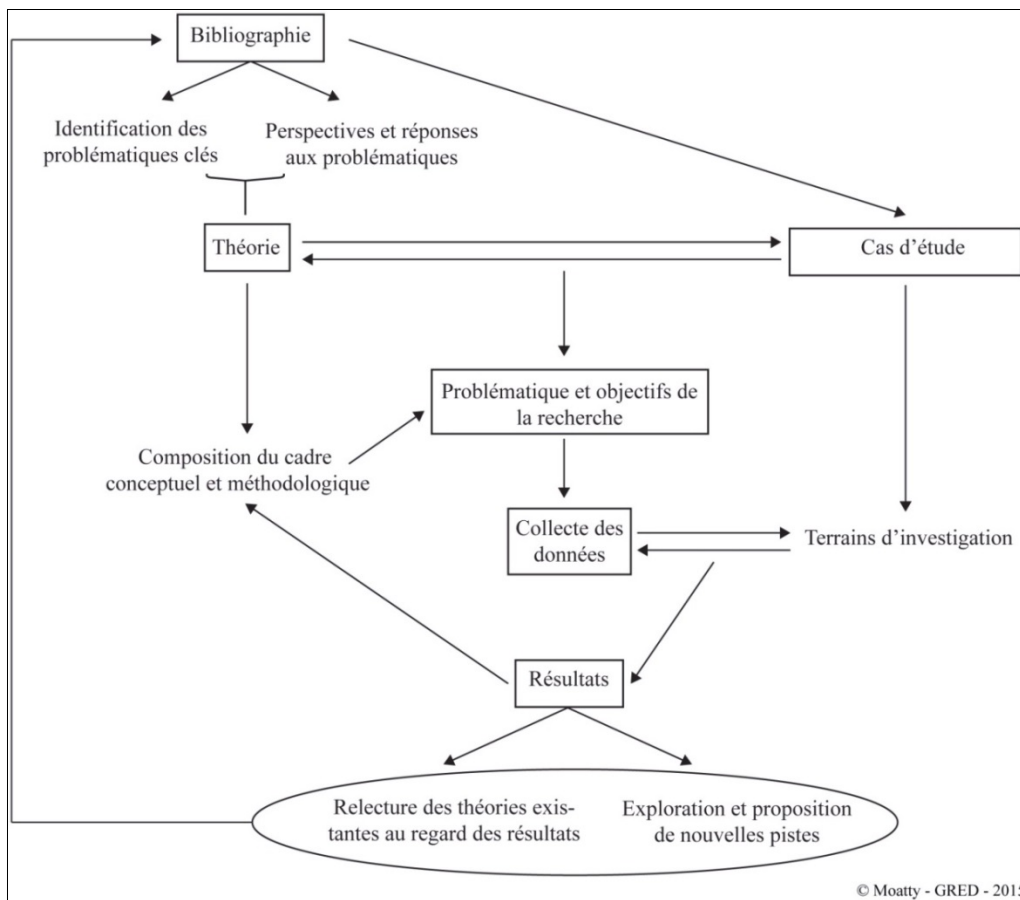 Bibliographie
Identification des
problématiques clés
Perspectives et réponses
aux problématiques
Théorie
Cas d'étude
Problématique et objectifs de
la recherche
Composition du cadre
conceptuel et méthodologique
Collecte des
données
Terrains d'investigation
Résultats
Relecture des théories exis-
tantes au regard des résultats
Exploration et proposition
de nouvelles pistes
© Moatty - GRED - 2015